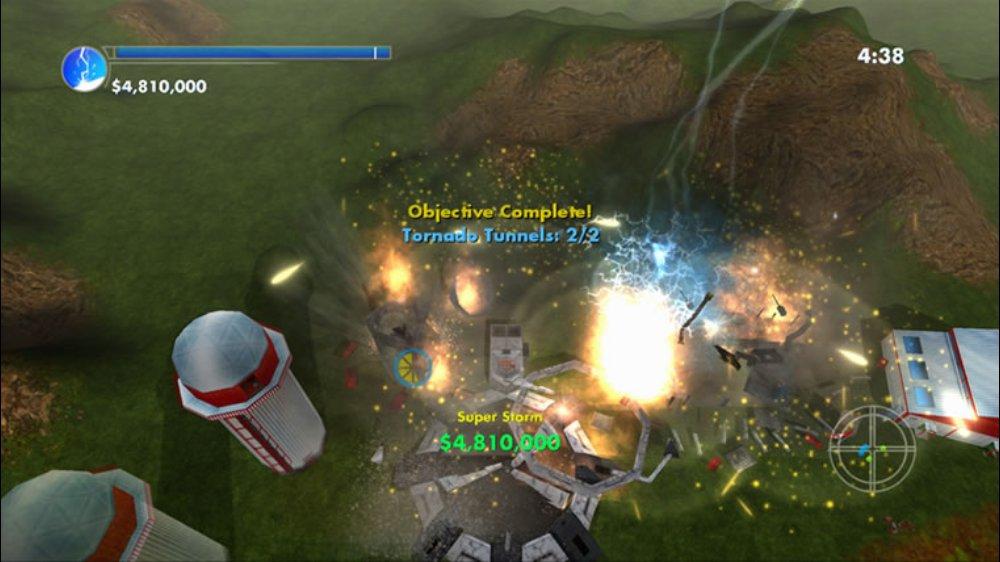 $4,810,000
4:38
Objective Complete!
Tornado Tunnels: 2/2
Super Storm
$4,810,000